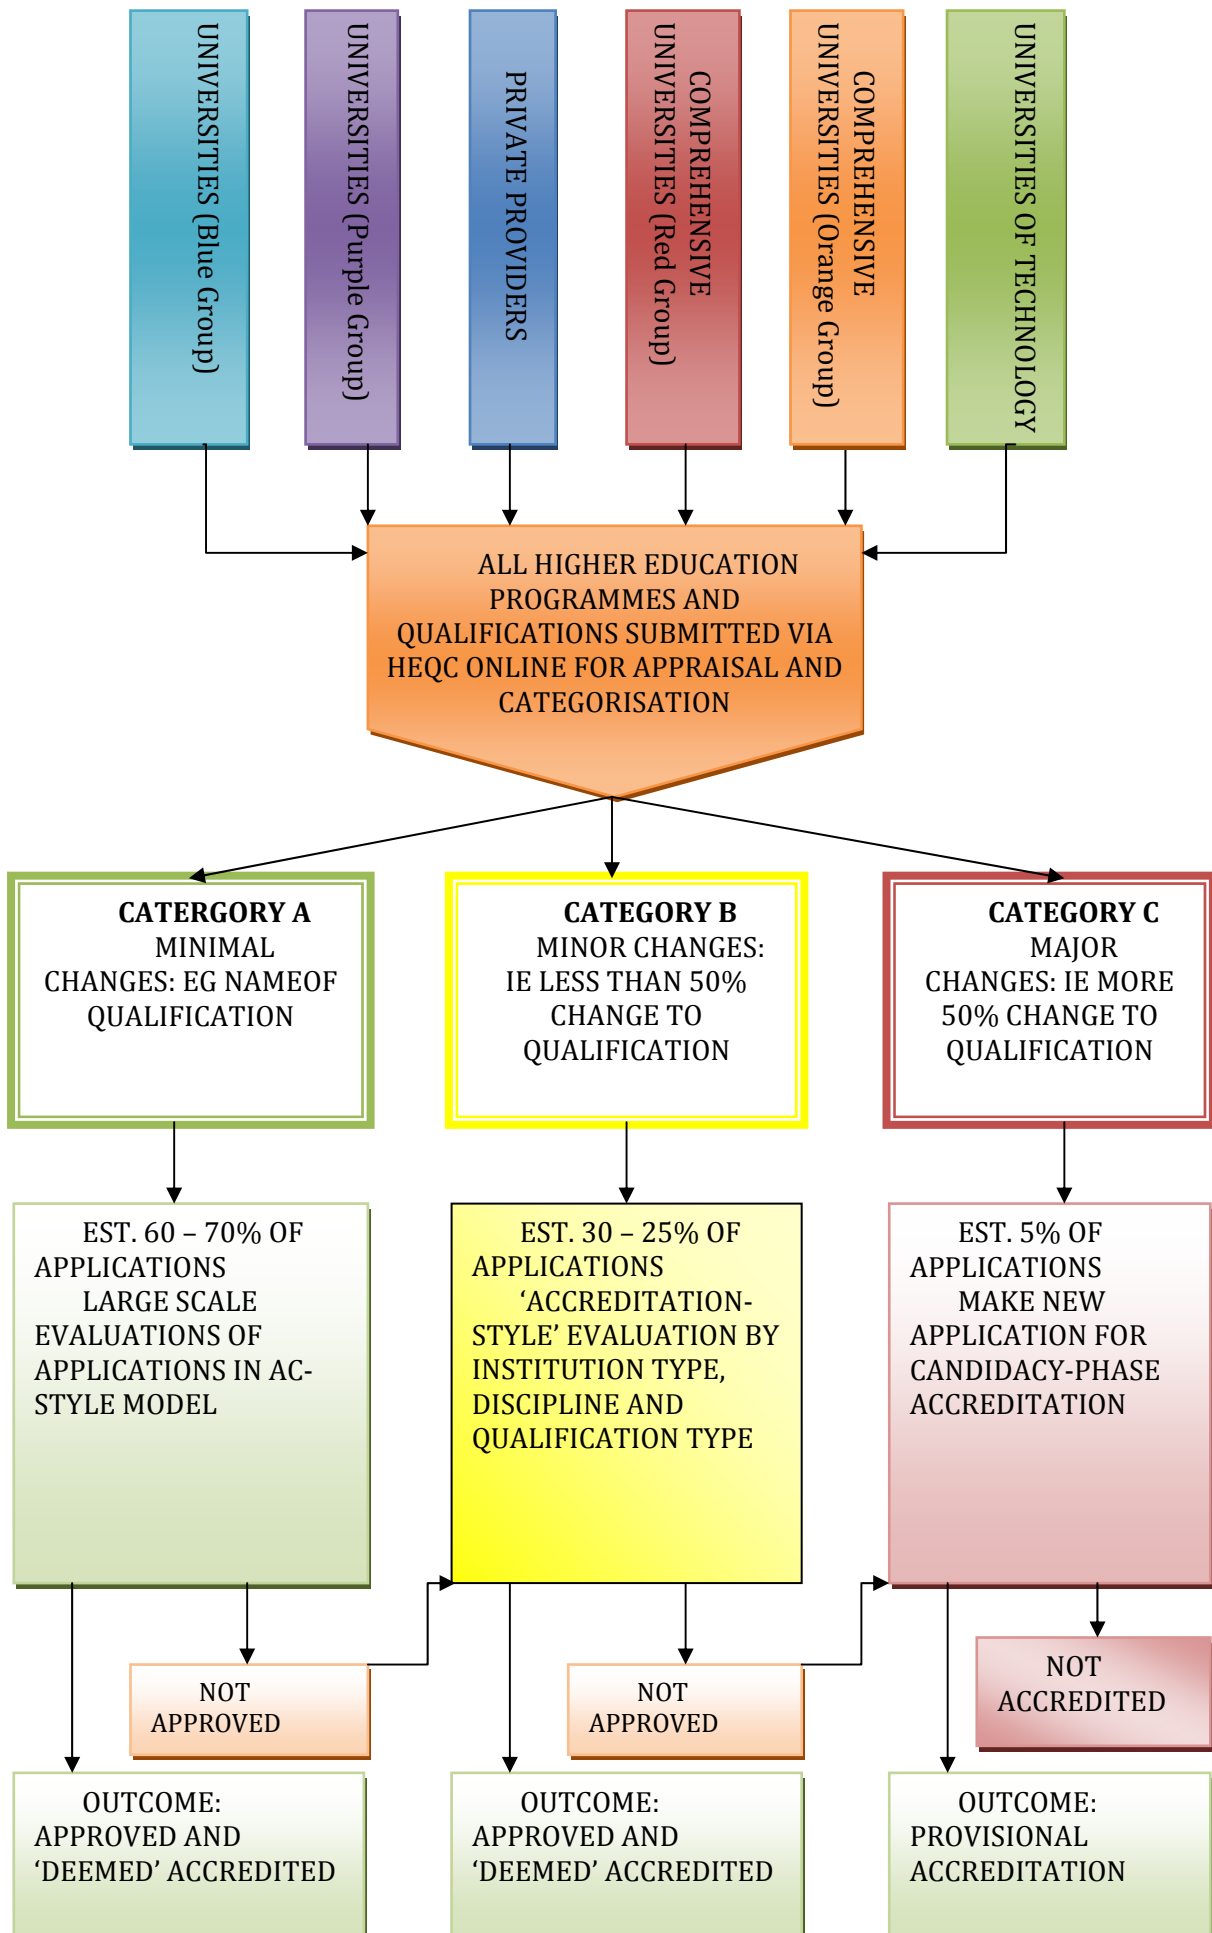 UNIVERSITIES (Blue Group)
UNIVERSITIES (Purple Group)
PRIVATE PROVIDERS
COMPREHENSIVE
UNIVERSITIES (Red Group)
COMPREHENSIVE
UNIVERSITIES (Orange Group)
UNIVERSITIES OF TECHNOLOGY
ALL HIGHER EDUCATION
PROGRAMMES AND
QUALIFICATIONS SUBMITTED VIA
HEQC ONLINE FOR APPRAISAL AND
CATEGORISATION
CATERGORY A
MINIMAL
CHANGES: EG NAMEOF
QUALIFICATION
CATEGORY B
MINOR CHANGES:
IE LESS THAN 50%
CHANGE TO
QUALIFICATION
CATEGORY C
MAJOR
CHANGES: IE MORE
50% CHANGE TO
QUALIFICATION
EST. 60 – 70% OF
APPLICATIONS
LARGE SCALE
EVALUATIONS OF
APPLICATIONS IN AC-
STYLE MODEL
EST. 30 – 25% OF
APPLICATIONS
‘ACCREDITATION-
STYLE’ EVALUATION BY
INSTITUTION TYPE,
DISCIPLINE AND
QUALIFICATION TYPE
EST. 5% OF
APPLICATIONS
MAKE NEW
APPLICATION FOR
CANDIDACY-PHASE
ACCREDITATION
NOT
APPROVED
NOT
APPROVED
NOT
ACCREDITED
OUTCOME:
APPROVED AND
‘DEEMED’ ACCREDITED
OUTCOME:
APPROVED AND
‘DEEMED’ ACCREDITED
OUTCOME:
PROVISIONAL
ACCREDITATION